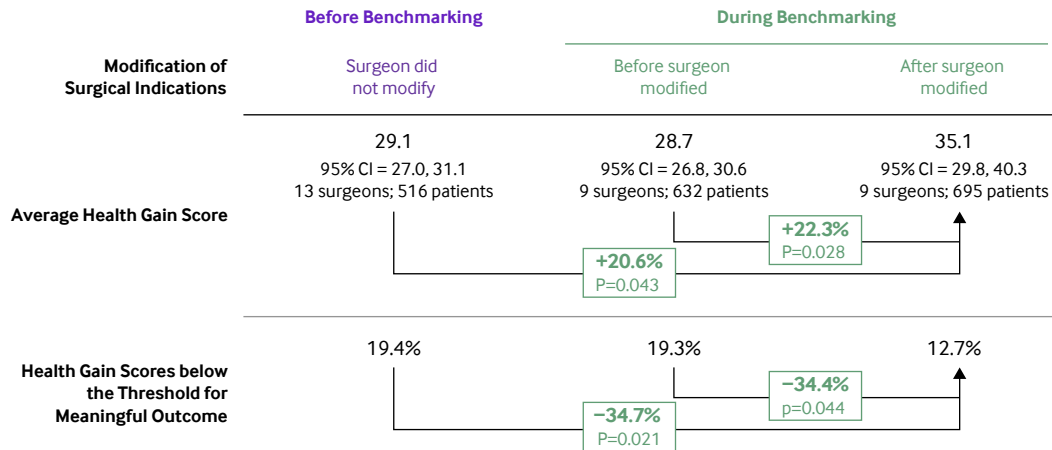 Before Benchmarking
During Benchmarking
Modification of
Surgical Indications
Surgeon did
not modify
Before surgeon
modified
After surgeon
modified
Average Health Gain Score
29.1
95% CI = 27.0, 31.1
13 surgeons; 516 patients
28.7
95% CI = 26.8, 30.6
9 surgeons; 632 patients
35.1
95% CI = 29.8, 40.3
9 surgeons; 695 patients
+22.3%
P=0.028
+20.6%
P=0.043
Health Gain Scores below
the Threshold for
Meaningful Outcome
19.4%
19.3%
12.7%
−34.4%
p=0.044
−34.7%
P=0.021